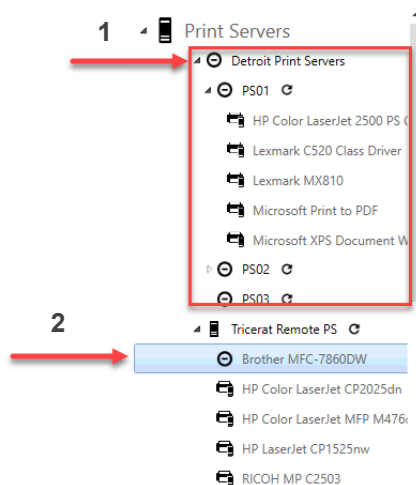 1
Print Servers
Detroit Print Servers
PS01
HP Color LaserJet 2500 PS
Lexmark C520 Class Driver
Lexmark MX810
Microsoft Print to PDF
Microsoft XPS Document
PS02
PS03
2
Tricerat Remote PS
Brother MFC-7860DW
HP Color LaserJet CP2025dn
HP Color LaserJet MFP
HP LaserJet CP1525nw
RICOH MP C2503